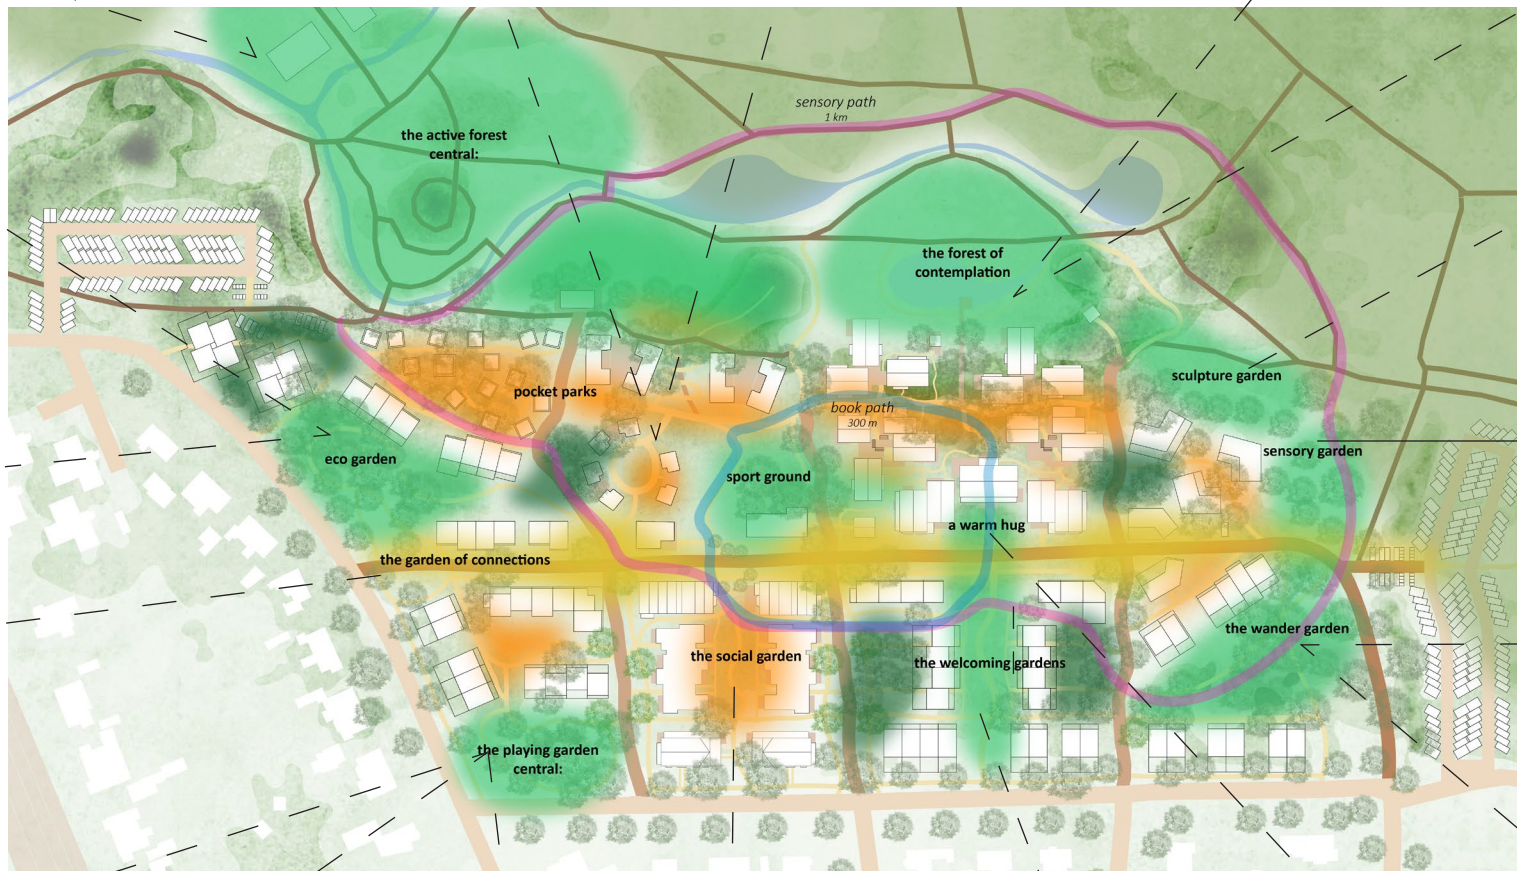 sensory path
1 km
the active forest
central:
the forest of
contemplation
sculpture garden
pocket parks
book path
300 m
sensory garden
eco garden
sport ground
a warm hug
the garden of connections
the wander garden
the social garden
the welcoming gardens
the playing garden
central: